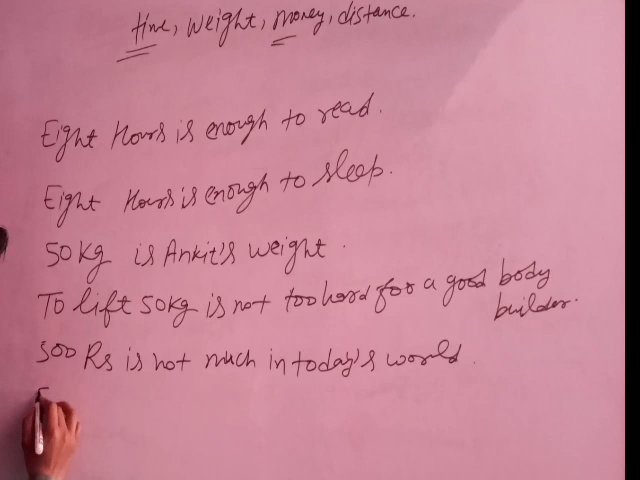 time, weight, money, distance.
Eight Hours is enough to read.
Eight Hours is enough to sleep.
50Kg is Ankit's weight.
To lift 50Kg is not too hard for a good body
builder.
500 Rs is not much in today's world.